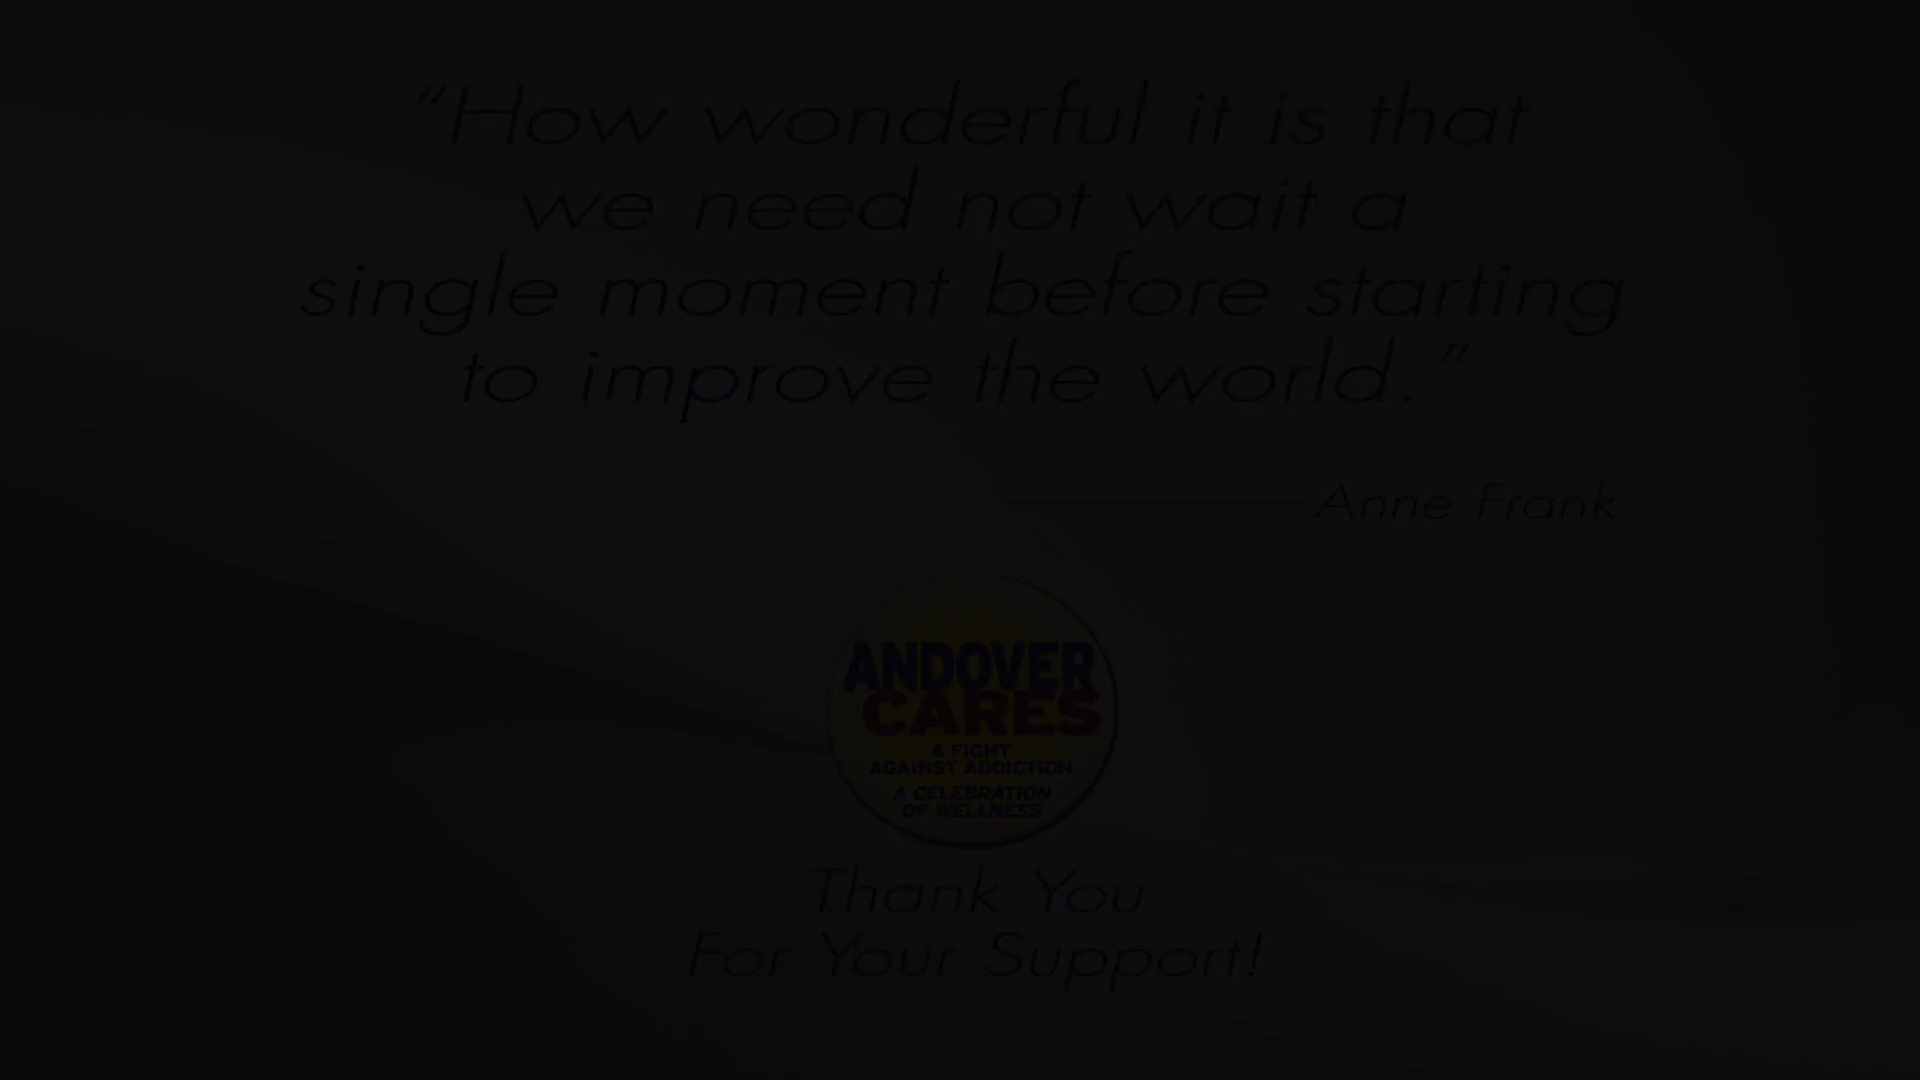 “How wonderful it is that
we need not wait a
single moment before starting
to improve the world.”
Anne Frank
ANDOVER
CARES
A FIGHT
AGAINST ADDICTION
A CELEBRATION
OF WELLNESS
Thank You
For Your Support!